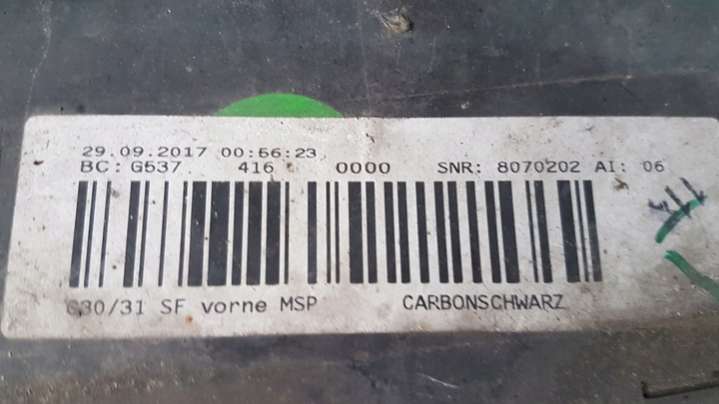 29.09.2017 00:56:23
BC: G537 416 0000 SNR: 8070202 AI: 06
G30/31 SF vorne MSP CARBONSCHWARZ